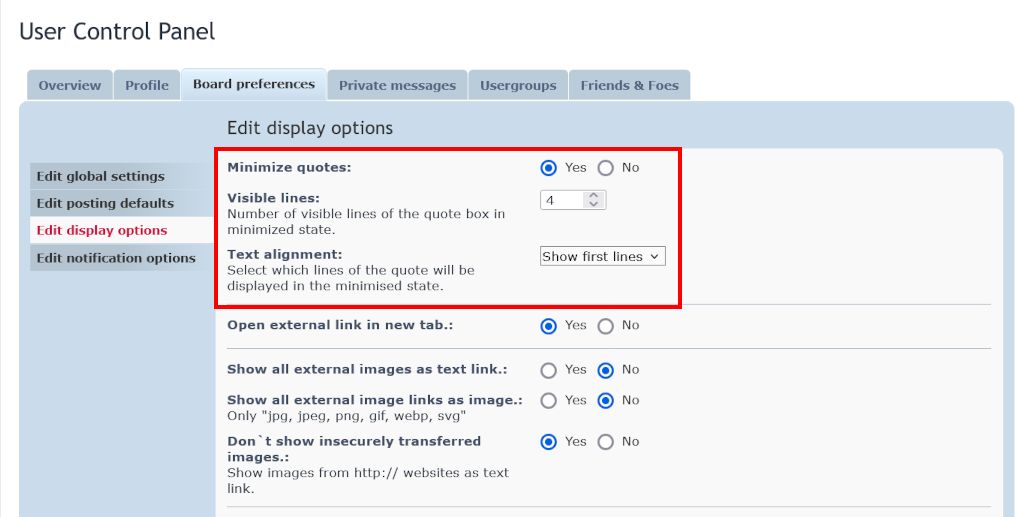 User Control Panel
Overview Profile Board preferences Private messages Usergroups Friends & Foes
Edit global settings
Edit posting defaults
Edit display options
Edit notification options
Edit display options
Minimize quotes: Yes No
Visible lines: 4
Number of visible lines of the quote box in
minimized state.
Text alignment: Show first lines
Select which lines of the quote will be
displayed in the minimised state.
Open external link in new tab.: Yes No
Show all external images as text link.: Yes No
Show all external image links as image.: Yes No
Only "jpg, jpeg, png, gif, webp, svg"
Don`t show insecurely transferred Yes No
images.:
Show images from http:// websites as text
link.